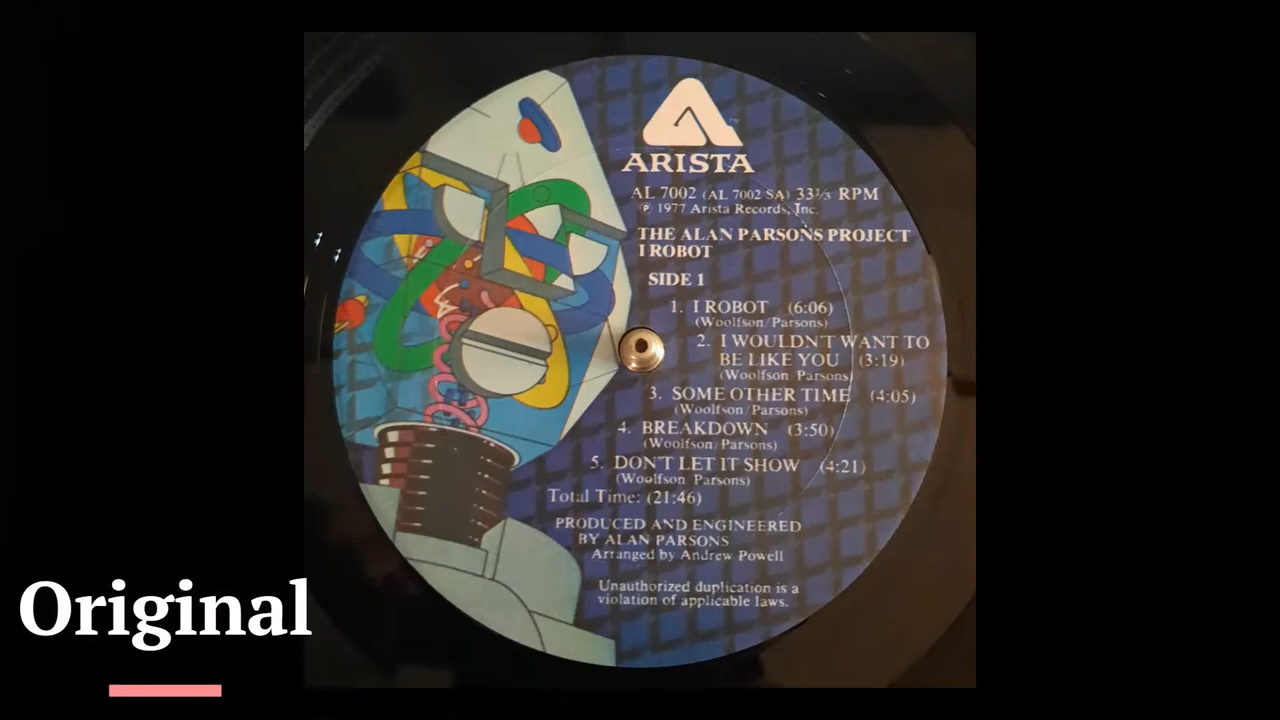 ARISTA
AL 7002 (AL 7002 SA) 33⅓ RPM
℗ 1977 Arista Records, Inc.
THE ALAN PARSONS PROJECT
I ROBOT
SIDE 1
1. I ROBOT (6:06)
(Woolfson/Parsons)
2. I WOULDN'T WANT TO
BE LIKE YOU (3:19)
(Woolfson/Parsons)
3. SOME OTHER TIME (4:05)
(Woolfson/Parsons)
4. BREAKDOWN (3:50)
(Woolfson/Parsons)
5. DON'T LET IT SHOW (4:21)
(Woolfson/Parsons)
Total Time: (21:46)
PRODUCED AND ENGINEERED
BY ALAN PARSONS
Arranged by Andrew Powell
Unauthorized duplication is a
violation of applicable laws.
Original